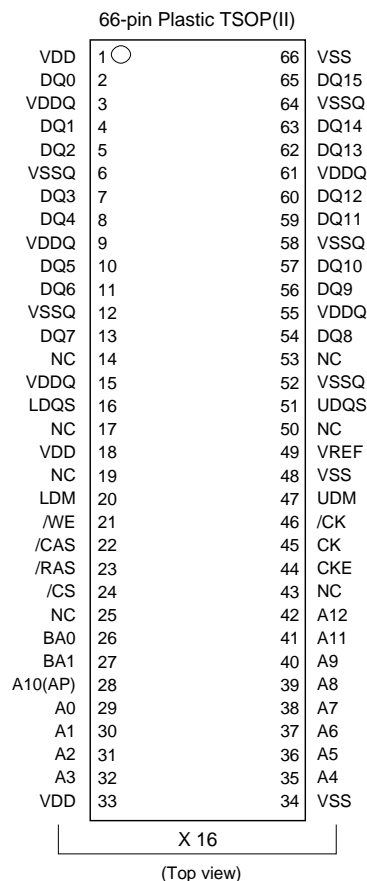 66-pin Plastic TSOP(II)
VDD 1 66 VSS
DQ0 2 65 DQ15
VDDQ 3 64 VSSQ
DQ1 4 63 DQ14
DQ2 5 62 DQ13
VSSQ 6 61 VDDQ
DQ3 7 60 DQ12
DQ4 8 59 DQ11
VDDQ 9 58 VSSQ
DQ5 10 57 DQ10
DQ6 11 56 DQ9
VSSQ 12 55 VDDQ
DQ7 13 54 DQ8
NC 14 53 NC
VDDQ 15 52 VSSQ
LDQS 16 51 UDQS
NC 17 50 NC
VDD 18 49 VREF
NC 19 48 VSS
LDM 20 47 UDM
/WE 21 46 /CK
/CAS 22 45 CK
/RAS 23 44 CKE
/CS 24 43 NC
NC 25 42 A12
BA0 26 41 A11
BA1 27 40 A9
A10(AP) 28 39 A8
A0 29 38 A7
A1 30 37 A6
A2 31 36 A5
A3 32 35 A4
VDD 33 34 VSS
X 16
(Top view)